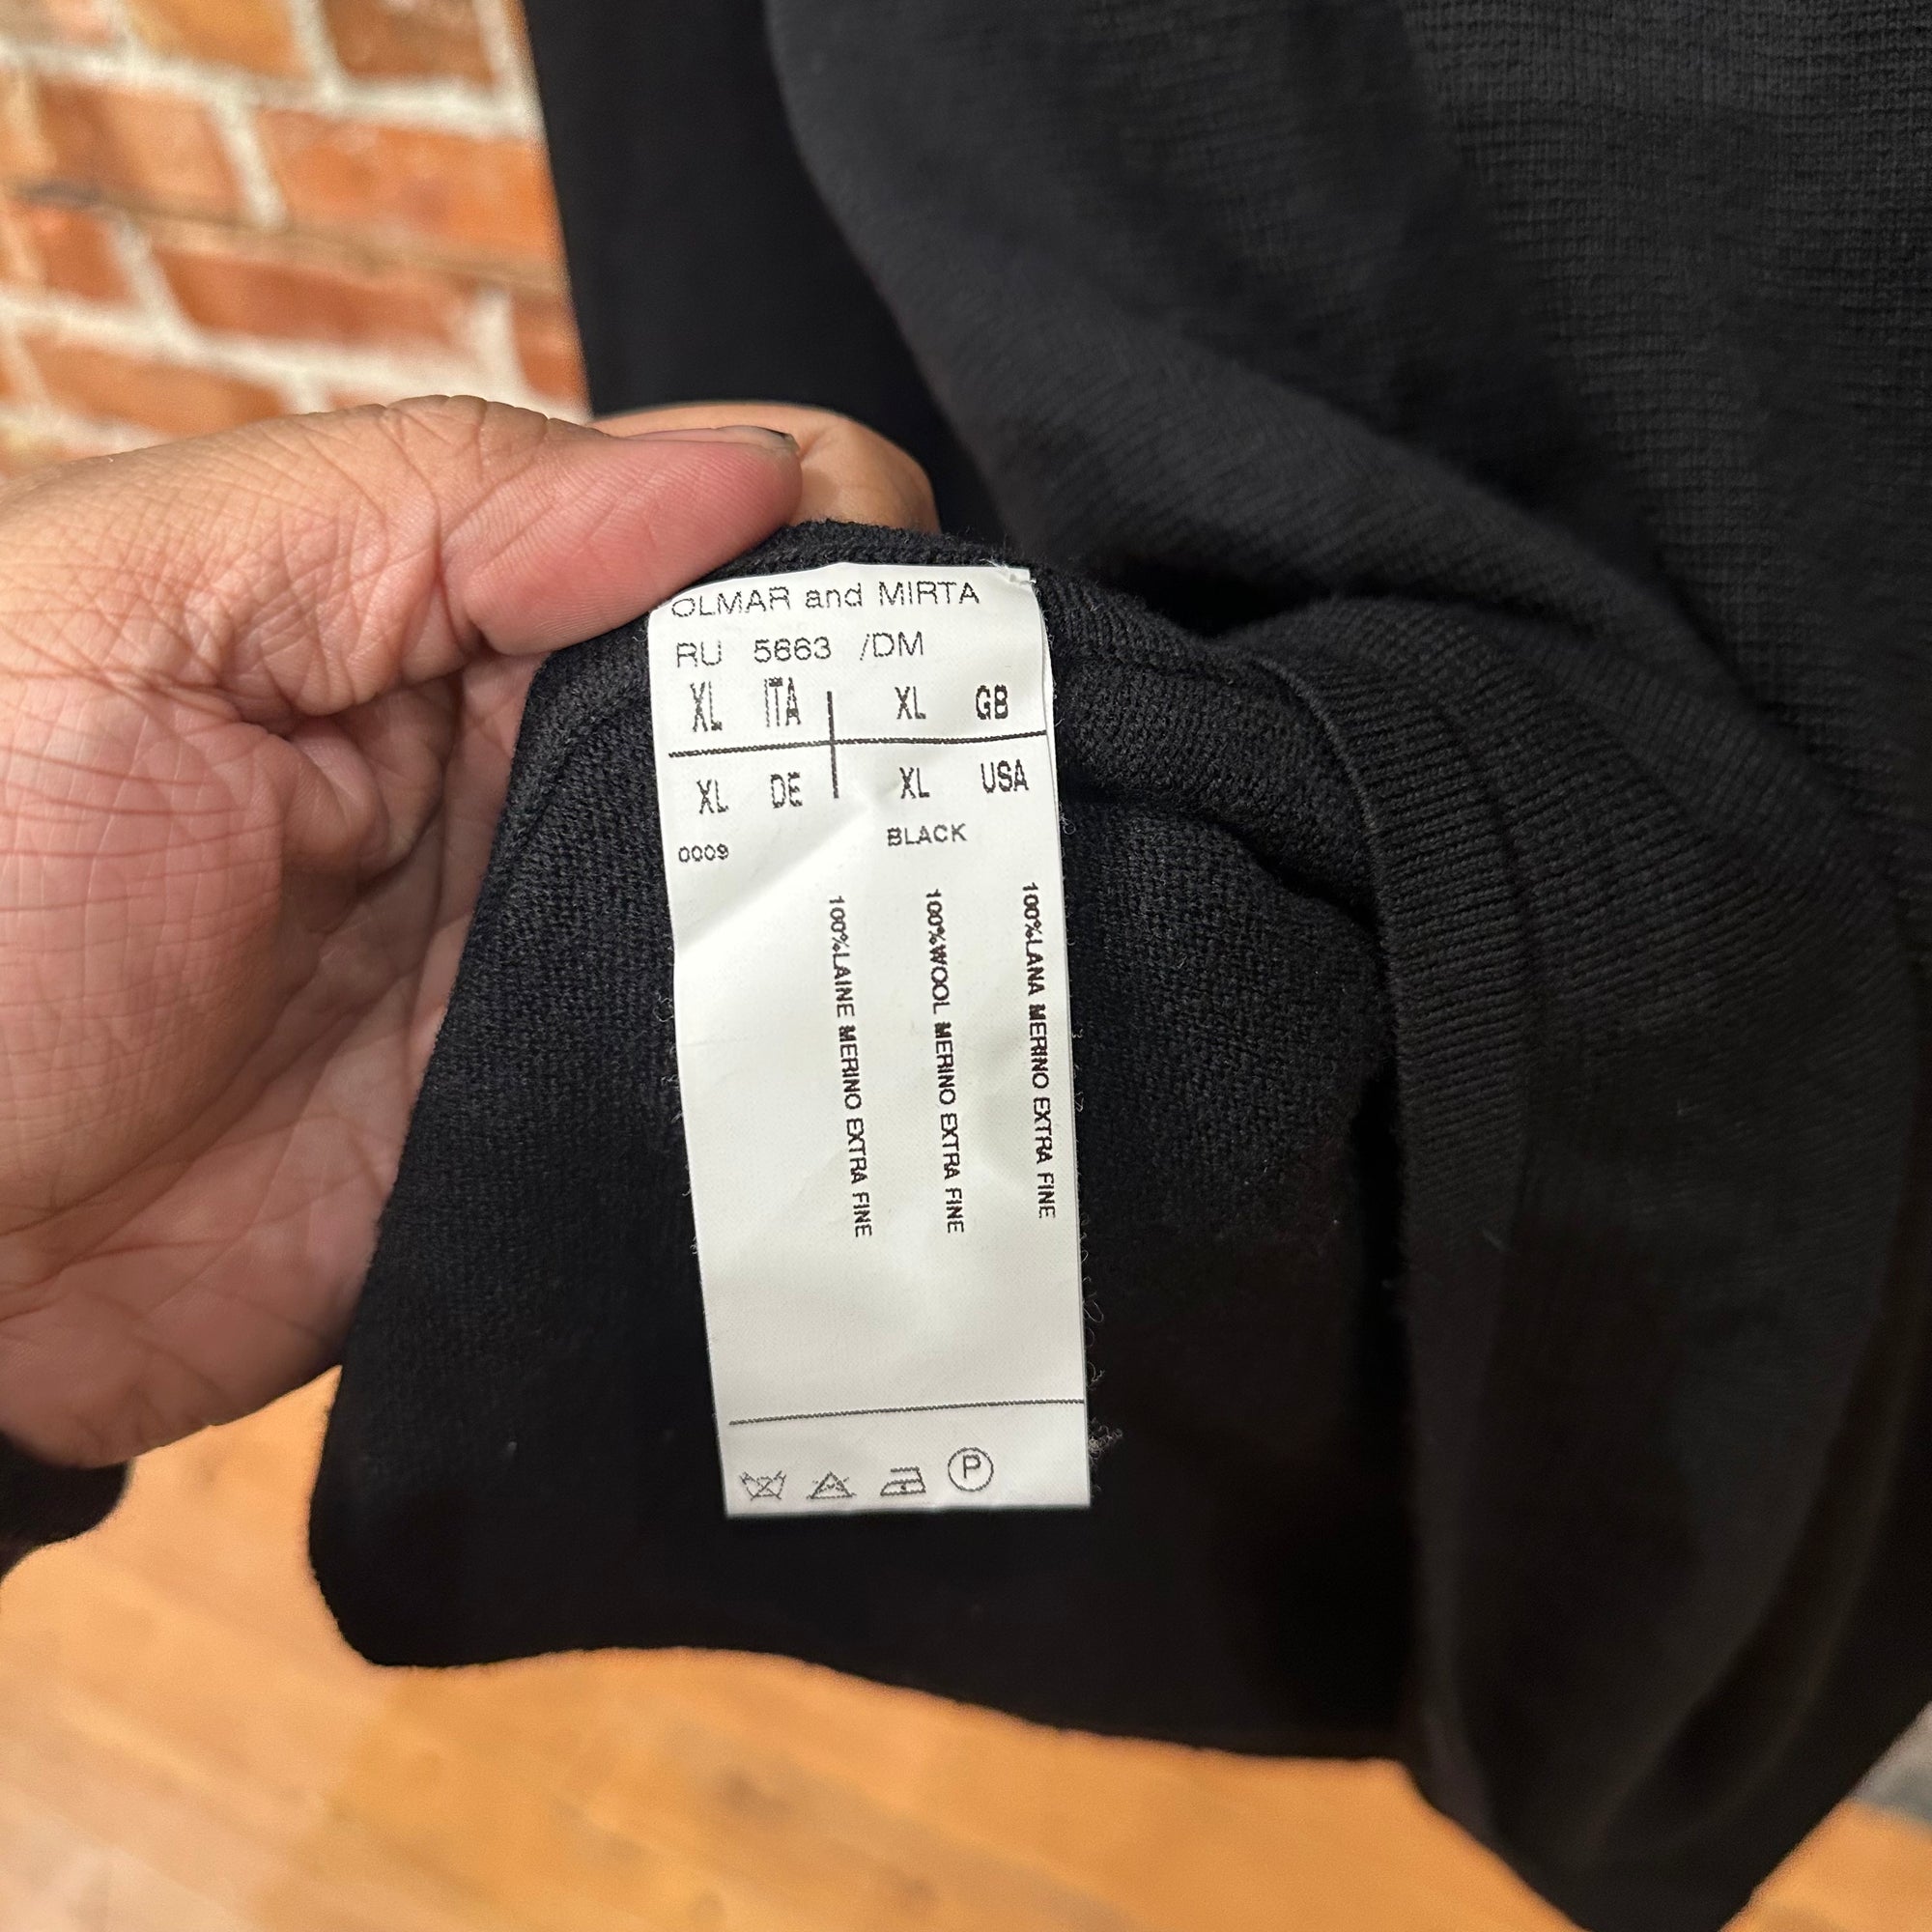 OLMAR and MIRTA
RU 5663 /DM
XL ITA XL GB
XL DE XL USA
0009 BLACK
100%LANA MERINO EXTRA FINE
100%WOOL MERINO EXTRA FINE
100%LAINE MERINO EXTRA FINE
P